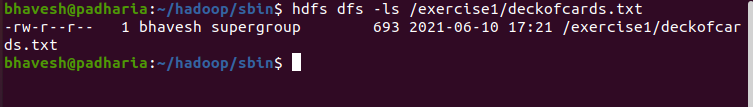 bhavesh@padharia:~/hadoop/sbin$ hdfs dfs -ls /exercise1/deckofcards.txt
-rw-r--r--   1 bhavesh supergroup        693 2021-06-10 17:21 /exercise1/deckofcar
ds.txt
bhavesh@padharia:~/hadoop/sbin$